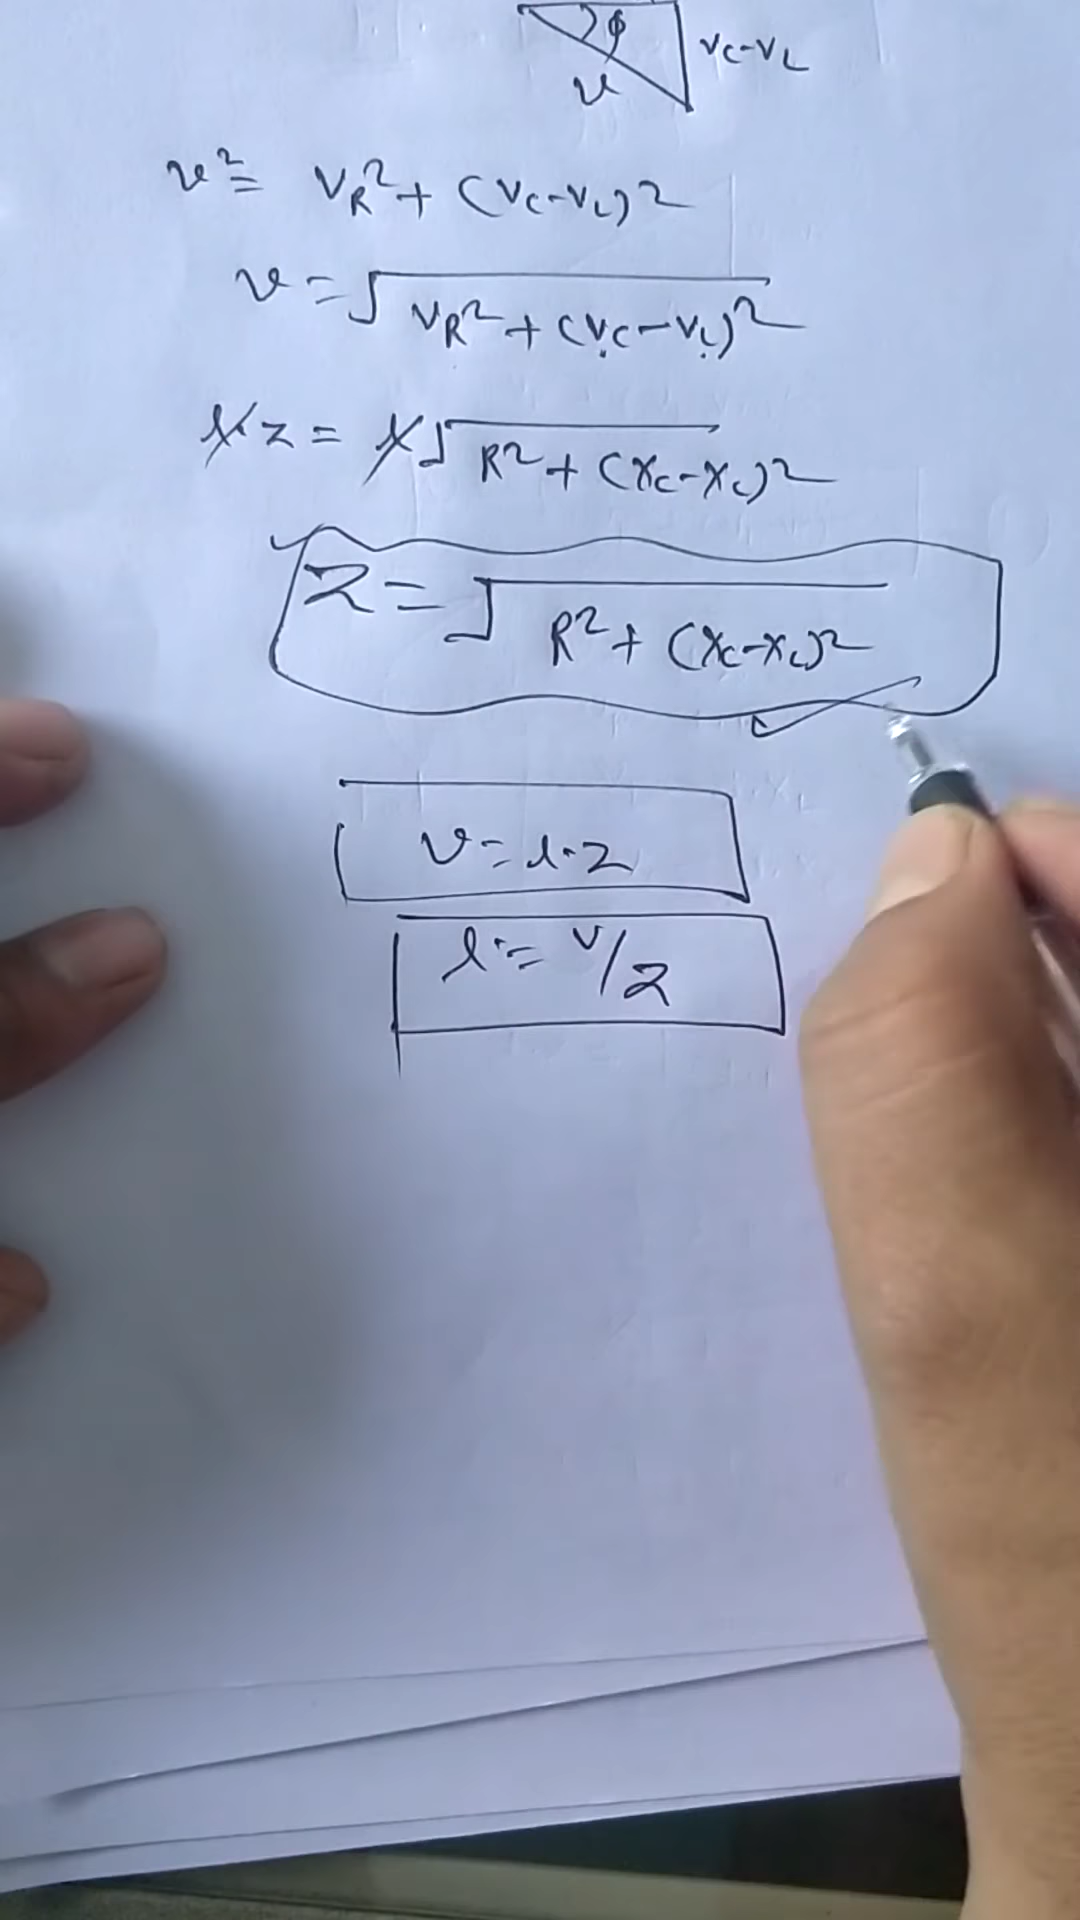 φ
v
Vc-VL
v² = VR² + (Vc-VL)²
v = √VR² + (Vc-VL)²
i z = i √R² + (Xc-XL)²
Z = √R² + (Xc-XL)²
v = i·z
i = v/z